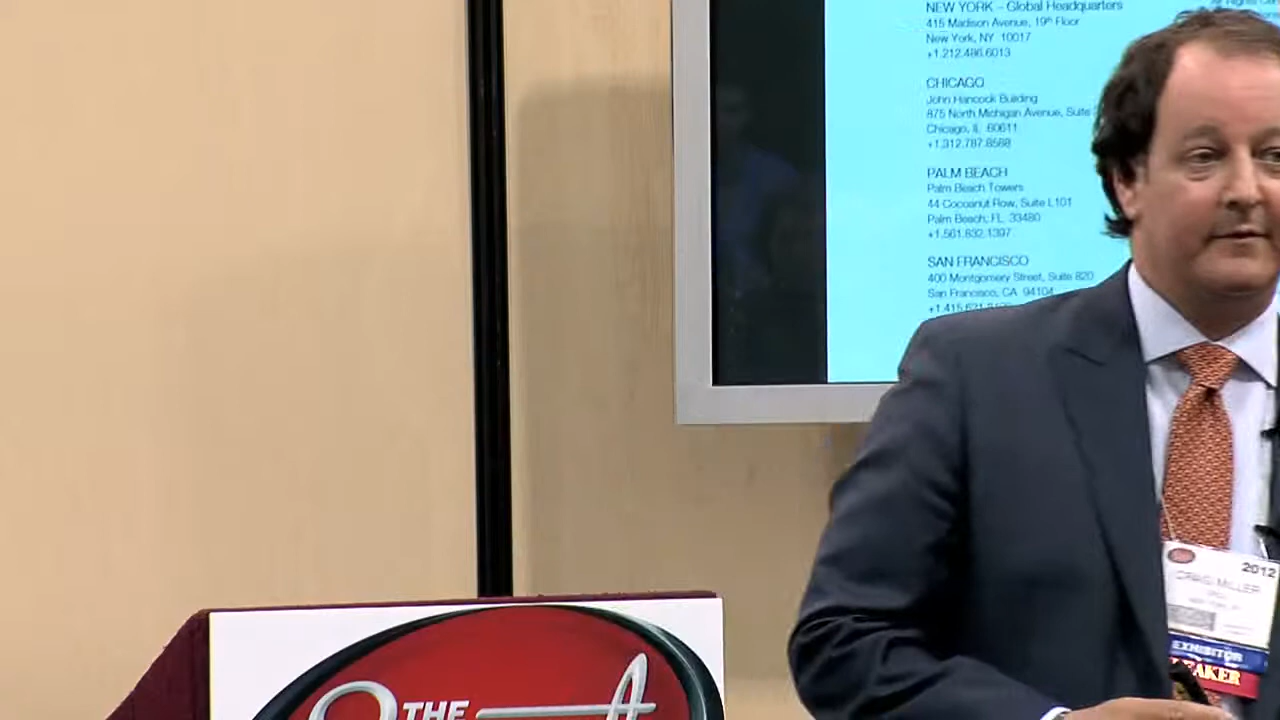 NEW YORK – Global Headquarters
415 Madison Avenue, 19th Floor
New York, NY 10017
+1.212.486.6013
CHICAGO
John Hancock Building
875 North Michigan Avenue, Suite
Chicago, IL 60611
+1.312.787.8588
PALM BEACH
Palm Beach Towers
44 Cocoanut Row, Suite L101
Palm Beach, FL 33480
+1.561.832.1397
SAN FRANCISCO
400 Montgomery Street, Suite 820
San Francisco, CA 94104
2012
CRAIG MILLER
EXHIBITOR
THE